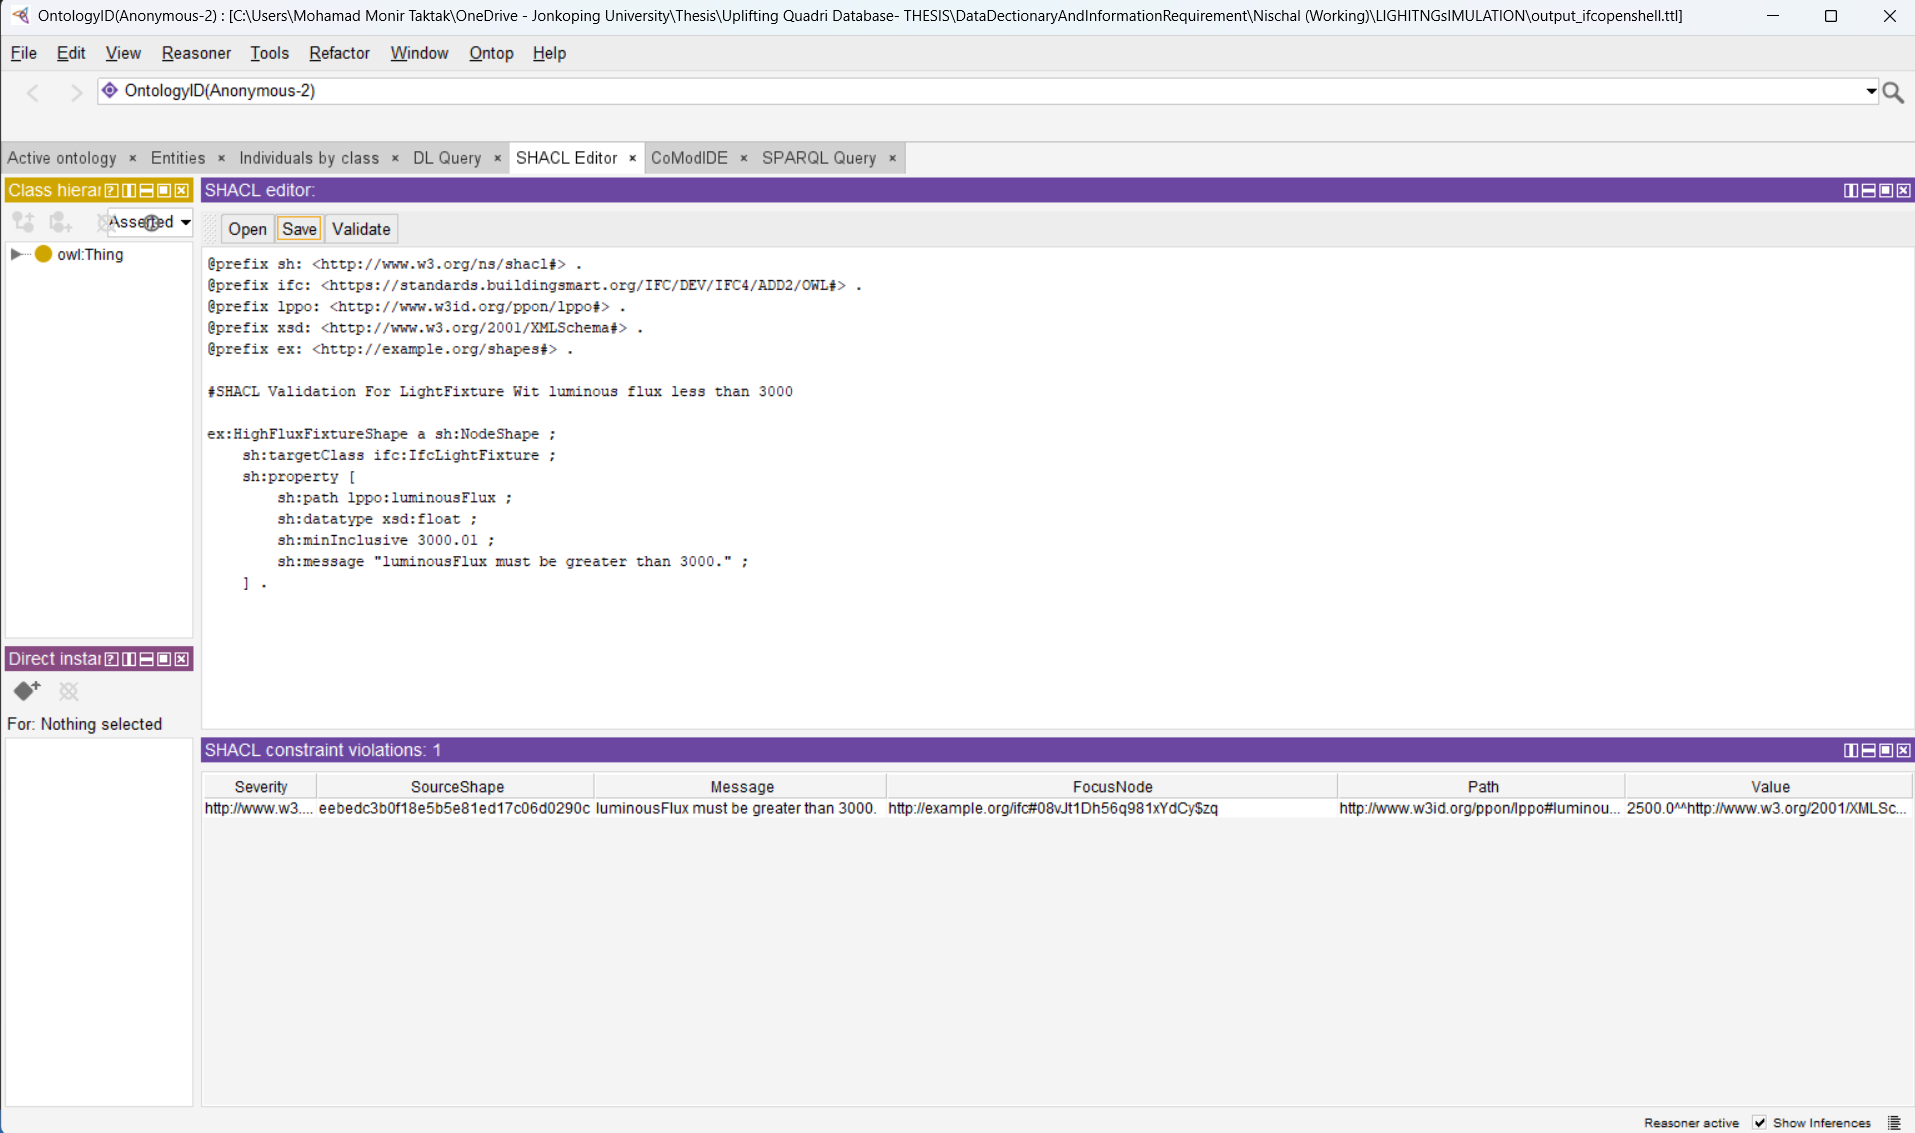 OntologyID(Anonymous-2) : [C:\Users\Mohamad Monir Taktak\OneDrive - Jonkoping University\Thesis\Uplifting Quadri Database- THESIS\DataDectionaryAndInformationRequirement\Nischal (Working)\LIGHITNGsIMULATION\output_ifcopenshell.ttl]
File Edit View Reasoner Tools Refactor Window Ontop Help
OntologyID(Anonymous-2)
Active ontology × Entities × Individuals by class × DL Query × SHACL Editor × CoModIDE × SPARQL Query ×
Class hierar
Asserted
owl:Thing
SHACL editor:
Open Save Validate
@prefix sh: <http://www.w3.org/ns/shacl#> .
@prefix ifc: <https://standards.buildingsmart.org/IFC/DEV/IFC4/ADD2/OWL#> .
@prefix lppo: <http://www.w3id.org/ppon/lppo#> .
@prefix xsd: <http://www.w3.org/2001/XMLSchema#> .
@prefix ex: <http://example.org/shapes#> .
#SHACL Validation For LightFixture Wit luminous flux less than 3000
ex:HighFluxFixtureShape a sh:NodeShape ;
sh:targetClass ifc:IfcLightFixture ;
sh:property [
sh:path lppo:luminousFlux ;
sh:datatype xsd:float ;
sh:minInclusive 3000.01 ;
sh:message "luminousFlux must be greater than 3000." ;
] .
Direct instar
For: Nothing selected
SHACL constraint violations: 1
Severity SourceShape Message FocusNode Path Value
http://www.w3.... eebedc3b0f18e5b5e81ed17c06d0290c luminousFlux must be greater than 3000. http://example.org/ifc#08vJt1Dh56q981xYdCy$zq http://www.w3id.org/ppon/lppo#luminou... 2500.0^^http://www.w3.org/2001/XMLSc...
Reasoner active Show Inferences